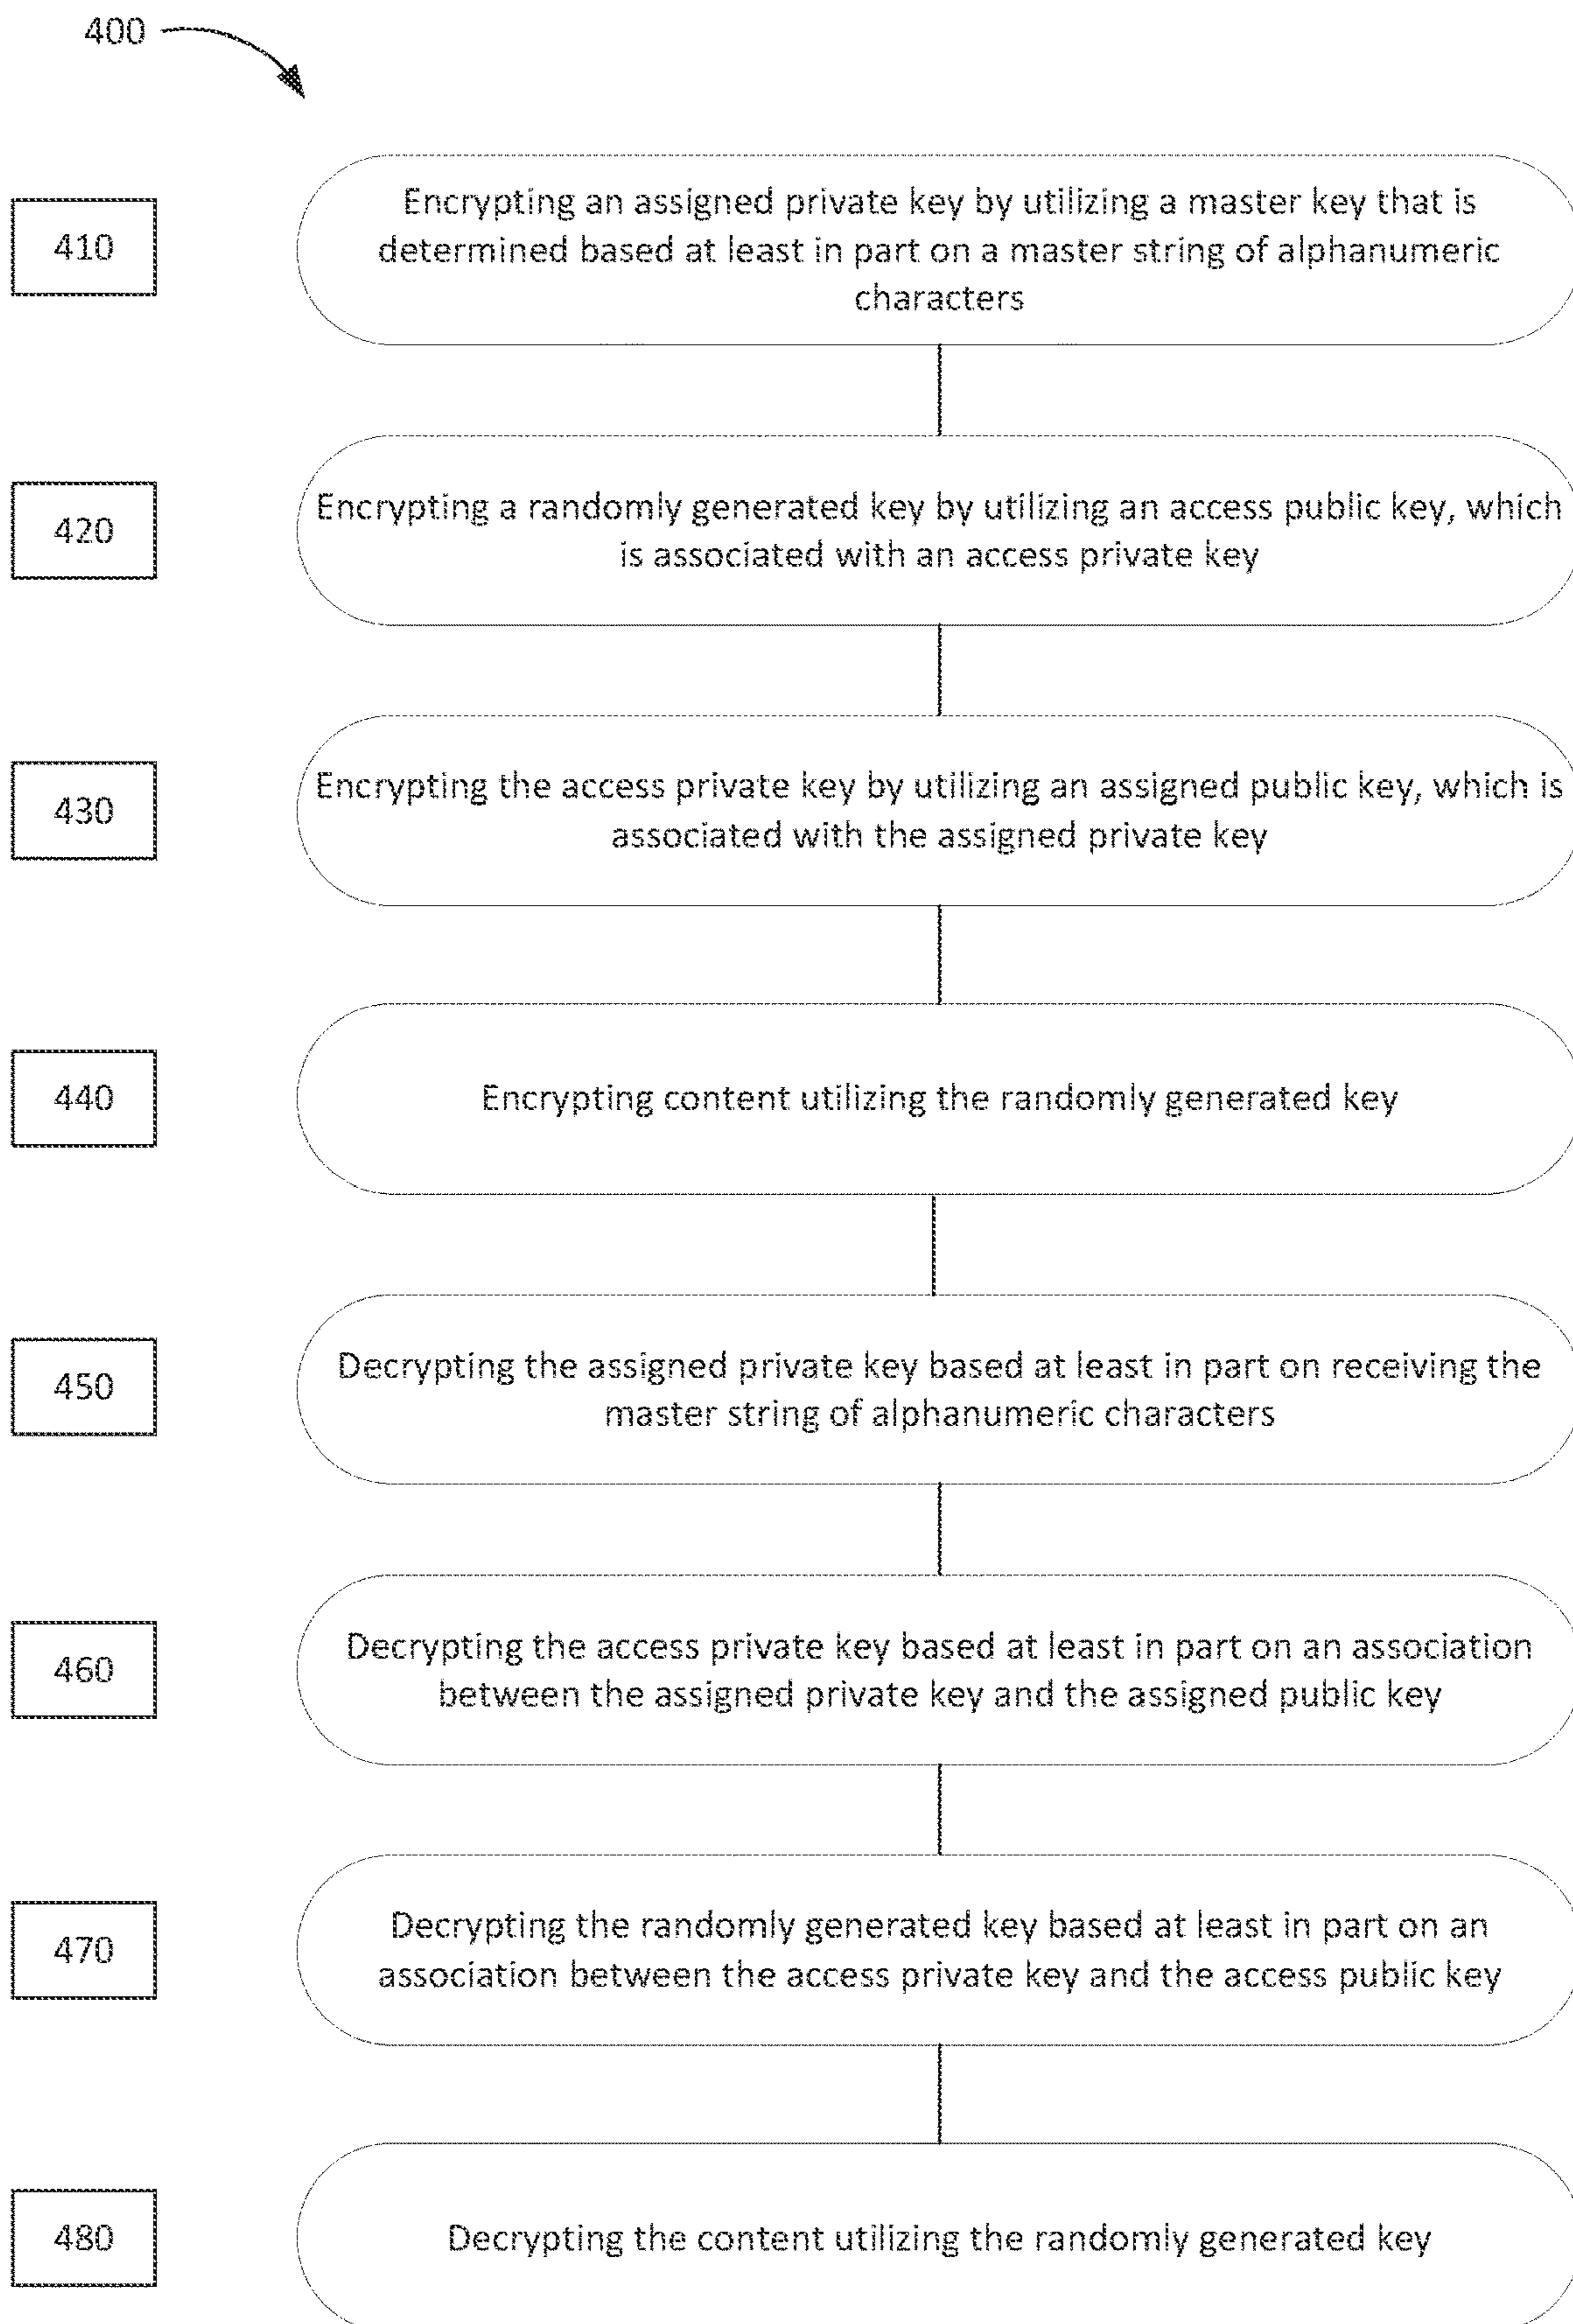 400
410
Encrypting an assigned private key by utilizing a master key that is
determined based at least in part on a master string of alphanumeric
characters
420
Encrypting a randomly generated key by utilizing an access public key, which
is associated with an access private key
430
Encrypting the access private key by utilizing an assigned public key, which is
associated with the assigned private key
440
Encrypting content utilizing the randomly generated key
450
Decrypting the assigned private key based at least in part on receiving the
master string of alphanumeric characters
460
Decrypting the access private key based at least in part on an association
between the assigned private key and the assigned public key
470
Decrypting the randomly generated key based at least in part on an
association between the access private key and the access public key
480
Decrypting the content utilizing the randomly generated key